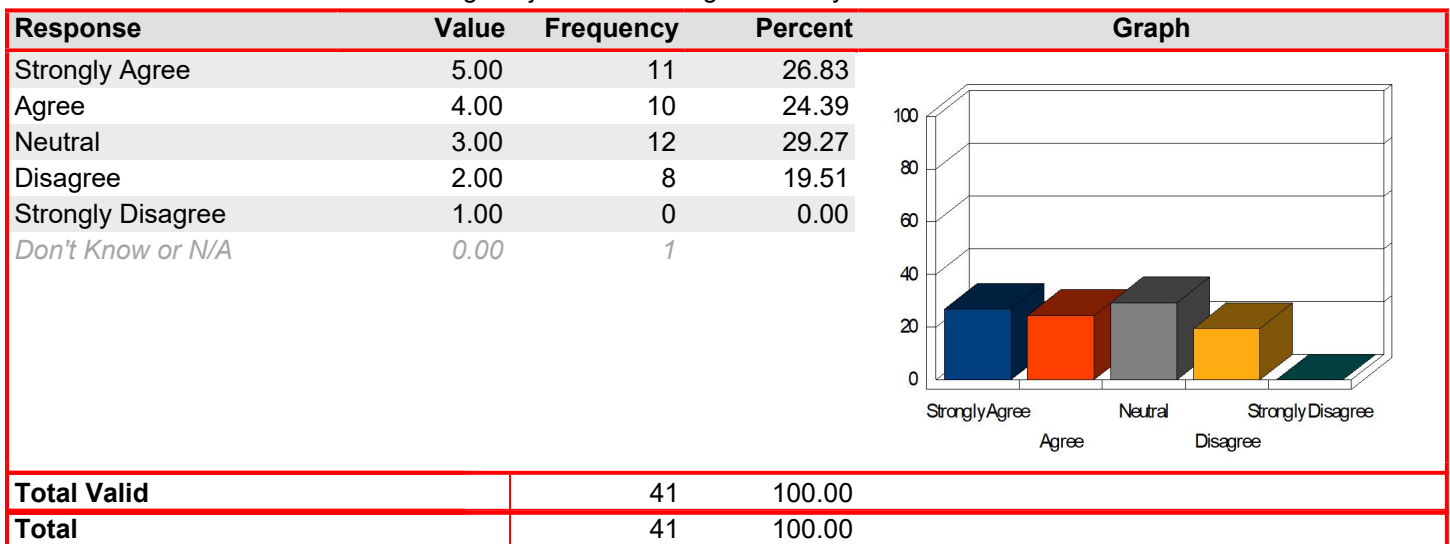 Response Value Frequency Percent Graph
Strongly Agree 5.00 11 26.83
Agree 4.00 10 24.39
Neutral 3.00 12 29.27
Disagree 2.00 8 19.51
Strongly Disagree 1.00 0 0.00
Don't Know or N/A 0.00 1
100
80
60
40
20
0
Strongly Agree Neutral Strongly Disagree
Agree Disagree
Total Valid 41 100.00
Total 41 100.00